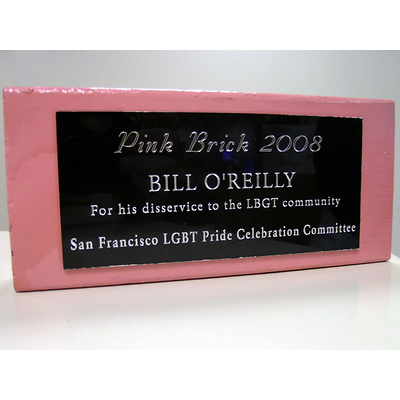 Pink Brick 2008
BILL O'REILLY
For his disservice to the LBGT community
San Francisco LGBT Pride Celebration Committee